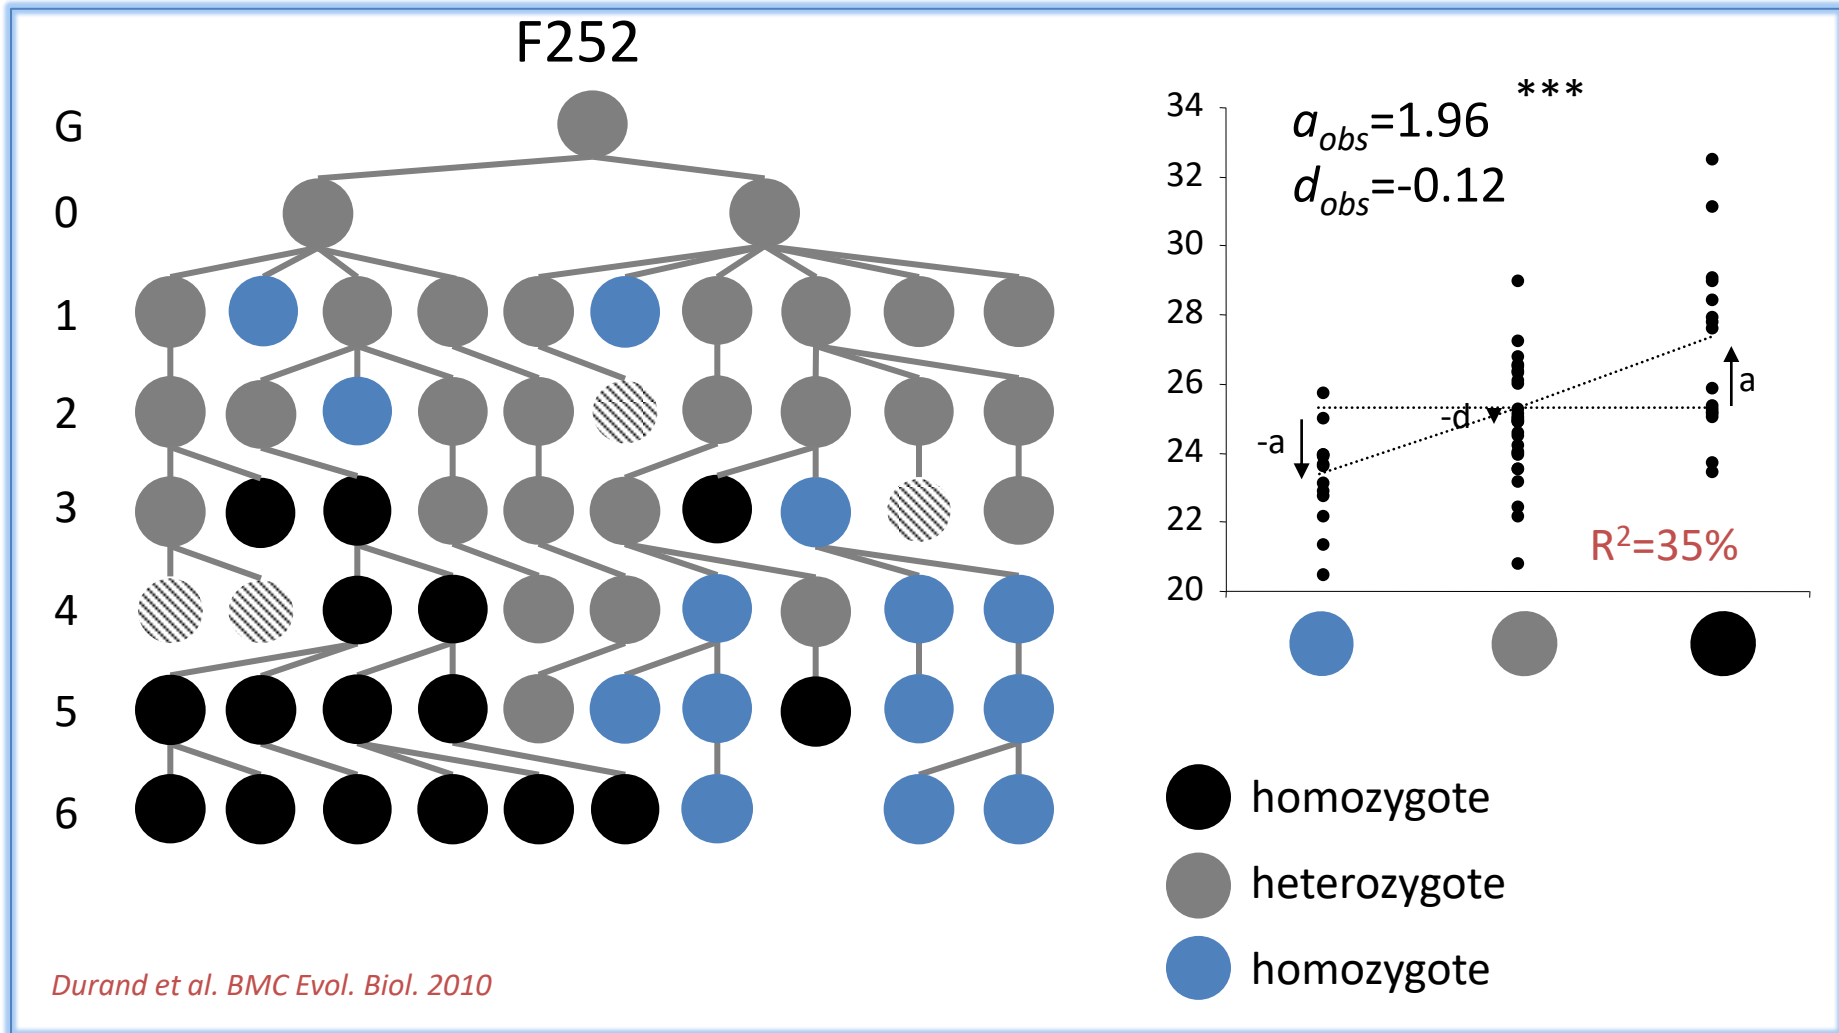 F252
G
0
1
2
3
4
5
6
***
a_obs=1.96
d_obs=-0.12
34
32
30
28
26
24
22
20
-a
-d
a
R²=35%
homozygote
heterozygote
homozygote
Durand et al. BMC Evol. Biol. 2010